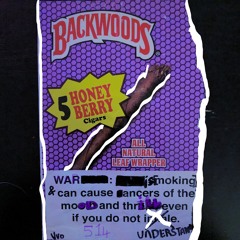 BACKWOODS
5 HONEY
BERRY
Cigars
ALL
NATURAL
LEAF WRAPPER
WAR : smoking
& can cause cancers of the
mo D and thr even
if you do not in le.
514 UNDERSTAND